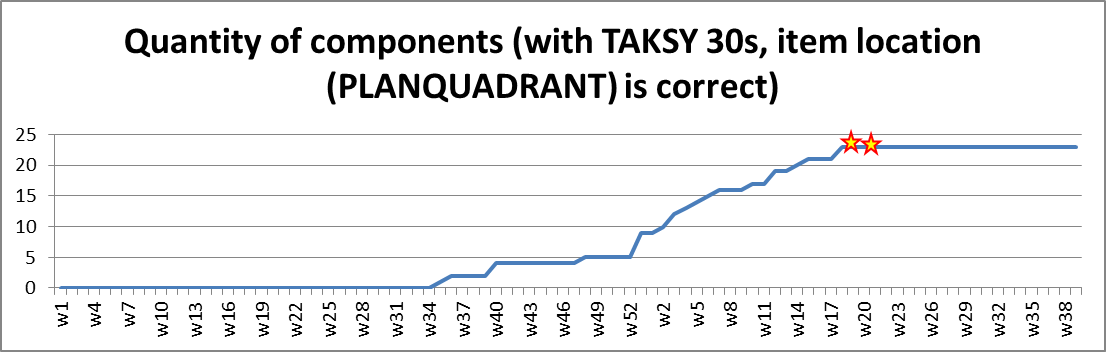 Quantity of components (with TAKSY 30s, item location
(PLANQUADRANT) is correct)
25
20
15
10
5
0
w1 w4 w7 w10 w13 w16 w19 w22 w25 w28 w31 w34 w37 w40 w43 w46 w49 w52 w2 w5 w8 w11 w14 w17 w20 w23 w26 w29 w32 w35 w38